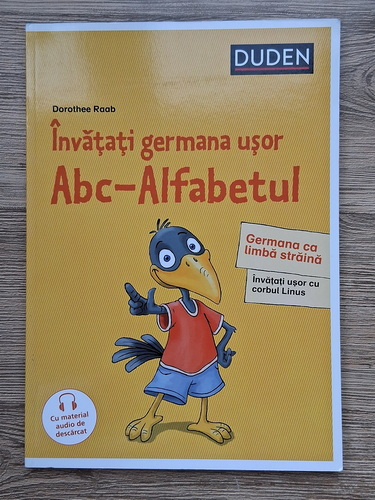 DUDEN
Dorothee Raab
Învățați germana ușor
Abc–Alfabetul
Germana ca
limbă străină
Învățați ușor cu
corbul Linus
Cu material
audio de
descărcat